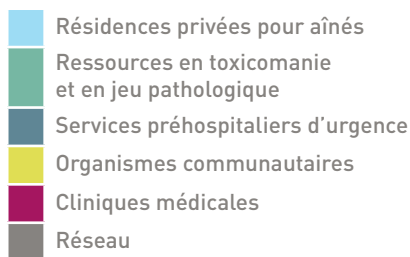 Résidences privées pour aînés
Ressources en toxicomanie
et en jeu pathologique
Services préhospitaliers d'urgence
Organismes communautaires
Cliniques médicales
Réseau